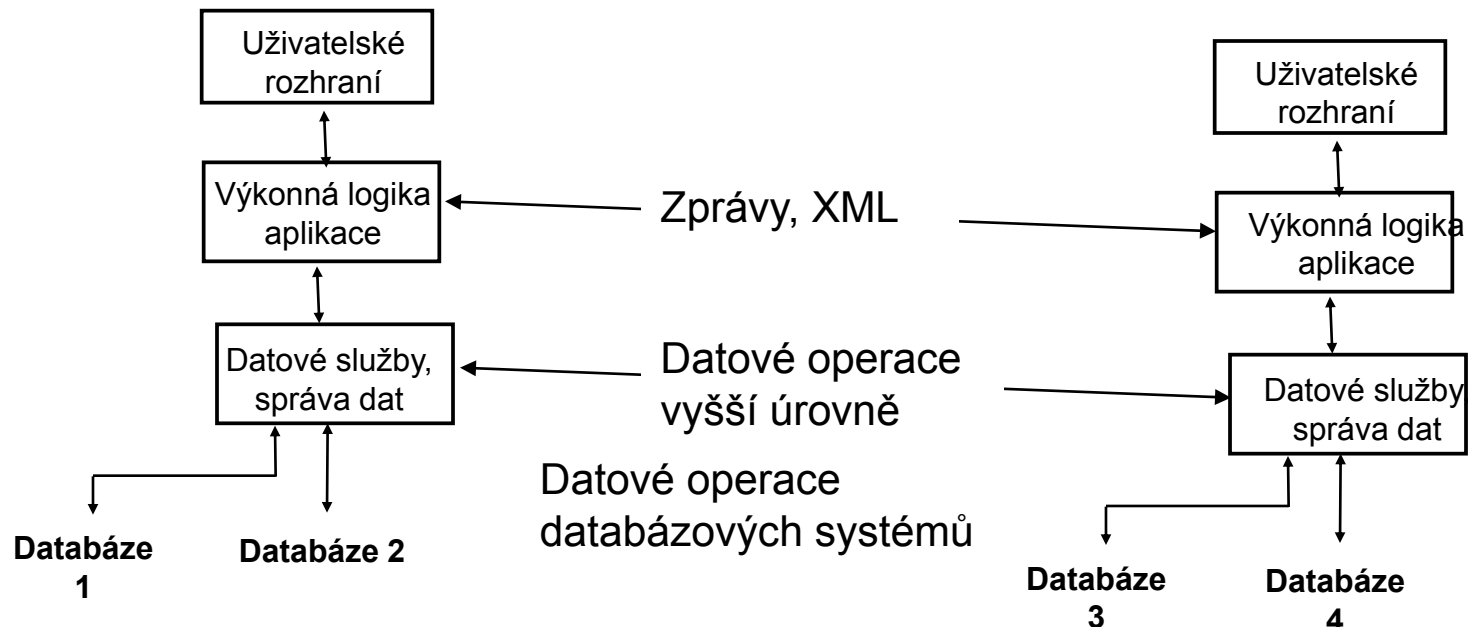 Uživatelské
rozhraní
Uživatelské
rozhraní
Výkonná logika
aplikace
Zprávy, XML
Výkonná logika
aplikace
Datové služby,
správa dat
Datové operace
vyšší úrovně
Datové služby
správa dat
Datové operace
databázových systémů
Databáze
1
Databáze 2
Databáze
3
Databáze
4